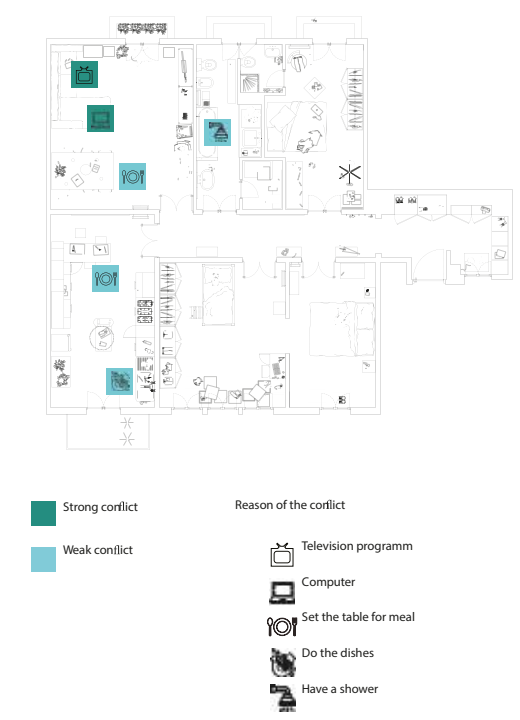 Strong conflict
Reason of the conflict
Weak conflict
Television programm
Computer
Set the table for meal
Do the dishes
Have a shower